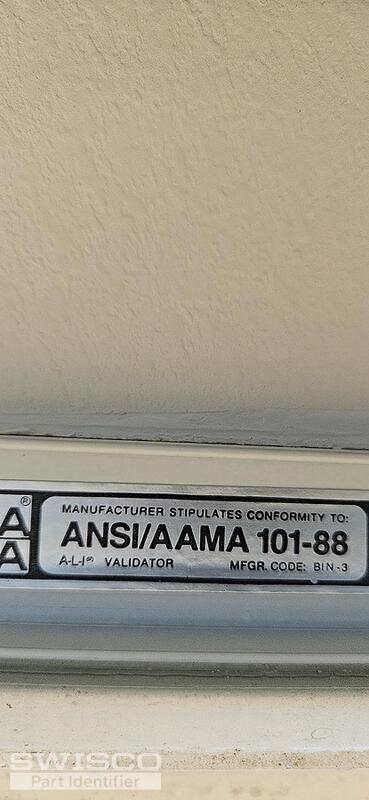 A®
A
MANUFACTURER STIPULATES CONFORMITY TO:
ANSI/AAMA 101-88
A-L-I® VALIDATOR MFGR. CODE: BIN-3
SWISCO
Part Identifier